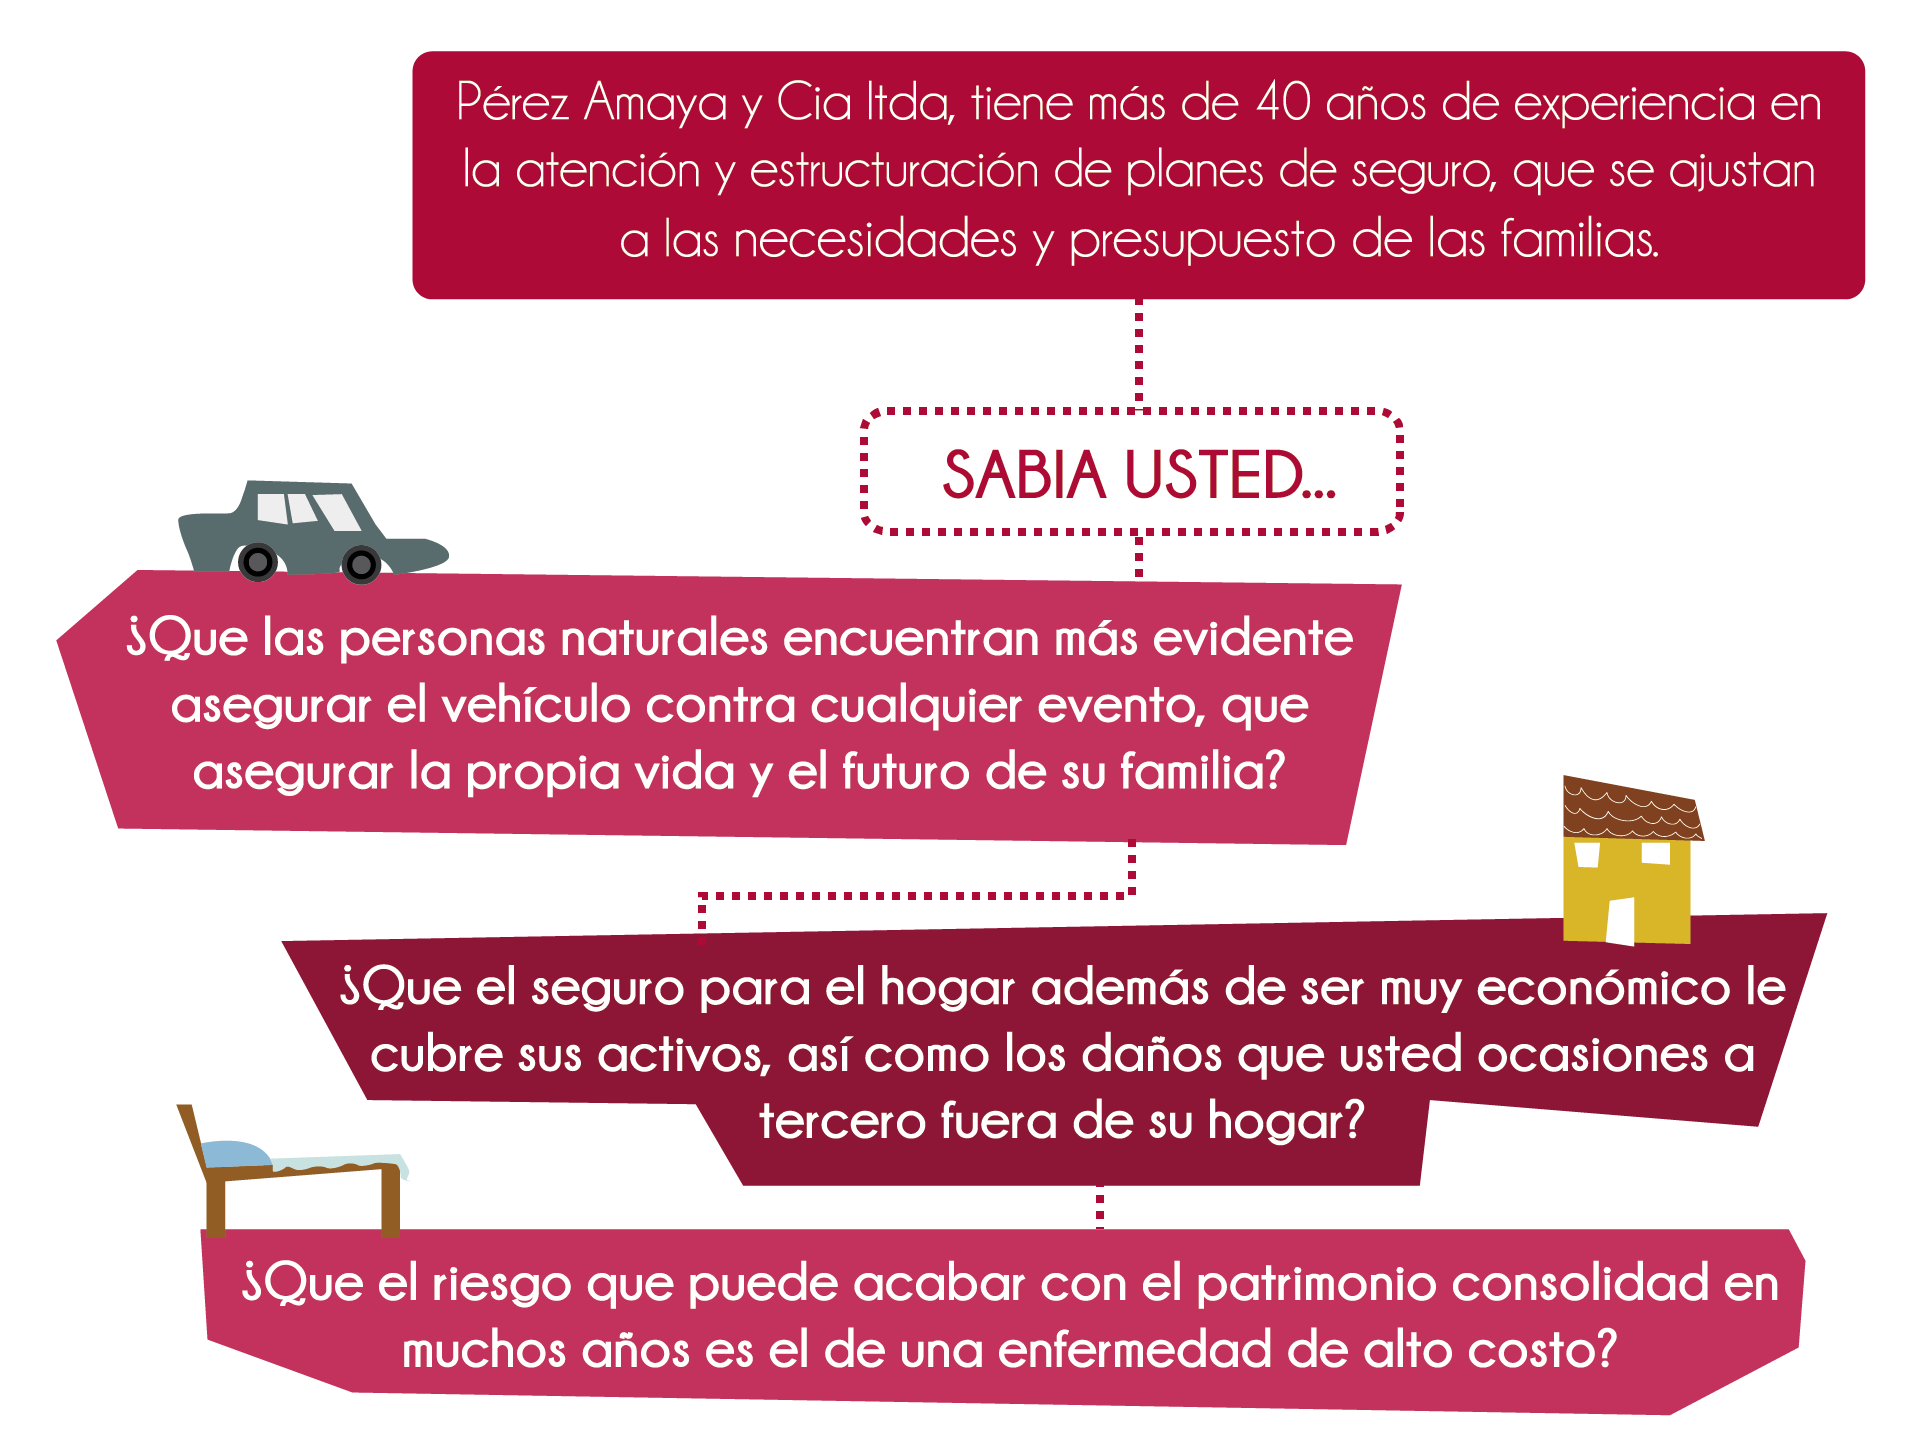 Pérez Amaya y Cia ltda, tiene más de 40 años de experiencia en
la atención y estructuración de planes de seguro, que se ajustan
a las necesidades y presupuesto de las familias.
SABIA USTED...
¿Que las personas naturales encuentran más evidente
asegurar el vehículo contra cualquier evento, que
asegurar la propia vida y el futuro de su familia?
¿Que el seguro para el hogar además de ser muy económico le
cubre sus activos, así como los daños que usted ocasiones a
tercero fuera de su hogar?
¿Que el riesgo que puede acabar con el patrimonio consolidad en
muchos años es el de una enfermedad de alto costo?